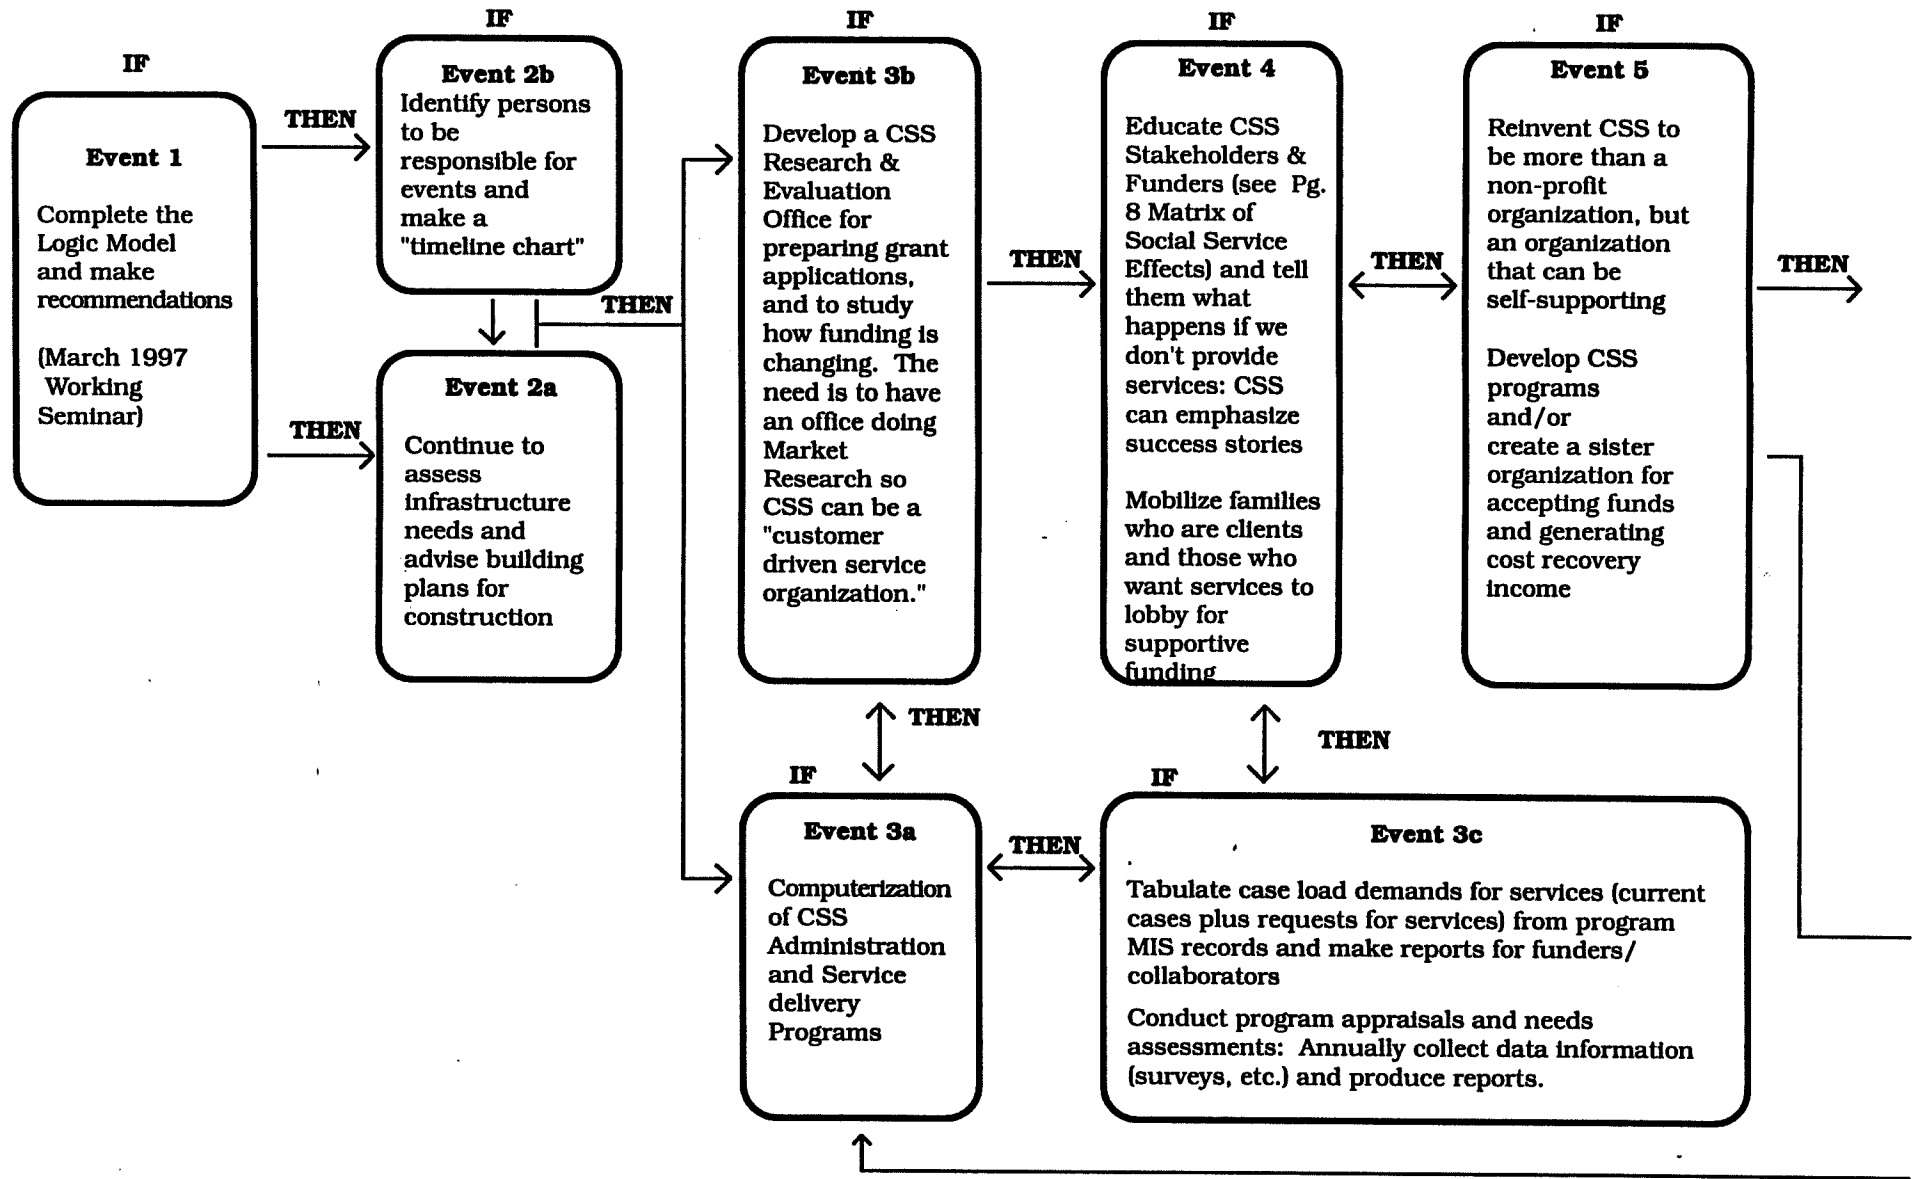 IF
Event 1
Complete the
Logic Model
and make
recommendations
(March 1997
Working
Seminar)
THEN
THEN
IF
Event 2b
Identify persons
to be
responsible for
events and
make a
"timeline chart"
Event 2a
Continue to
assess
infrastructure
needs and
advise building
plans for
construction
THEN
IF
Event 3b
Develop a CSS
Research &
Evaluation
Office for
preparing grant
applications,
and to study
how funding is
changing. The
need is to have
an office doing
Market
Research so
CSS can be a
"customer
driven service
organization."
THEN
THEN
IF
Event 3a
Computerization
of CSS
Administration
and Service
delivery
Programs
THEN
IF
Event 4
Educate CSS
Stakeholders &
Funders (see Pg.
8 Matrix of
Social Service
Effects) and tell
them what
happens if we
don't provide
services: CSS
can emphasize
success stories
Mobilize families
who are clients
and those who
want services to
lobby for
supportive
funding
THEN
THEN
IF
Event 3c
Tabulate case load demands for services (current
cases plus requests for services) from program
MIS records and make reports for funders/
collaborators
Conduct program appraisals and needs
assessments: Annually collect data information
(surveys, etc.) and produce reports.
IF
Event 5
Reinvent CSS to
be more than a
non-profit
organization, but
an organization
that can be
self-supporting
Develop CSS
programs
and/or
create a sister
organization for
accepting funds
and generating
cost recovery
income
THEN